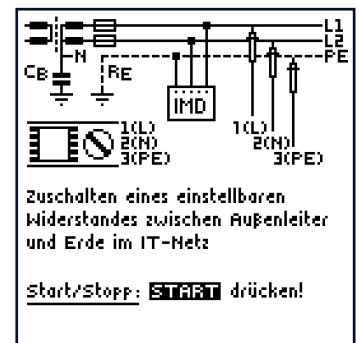 L1
L2
PE
N
CB
RE
IMD
1(L)
2(N)
3(PE)
1(L)
2(N)
3(PE)
Zuschalten eines einstellbaren
Widerstandes zwischen Außenleiter
und Erde im IT-Netz
Start/Stopp: START drücken!